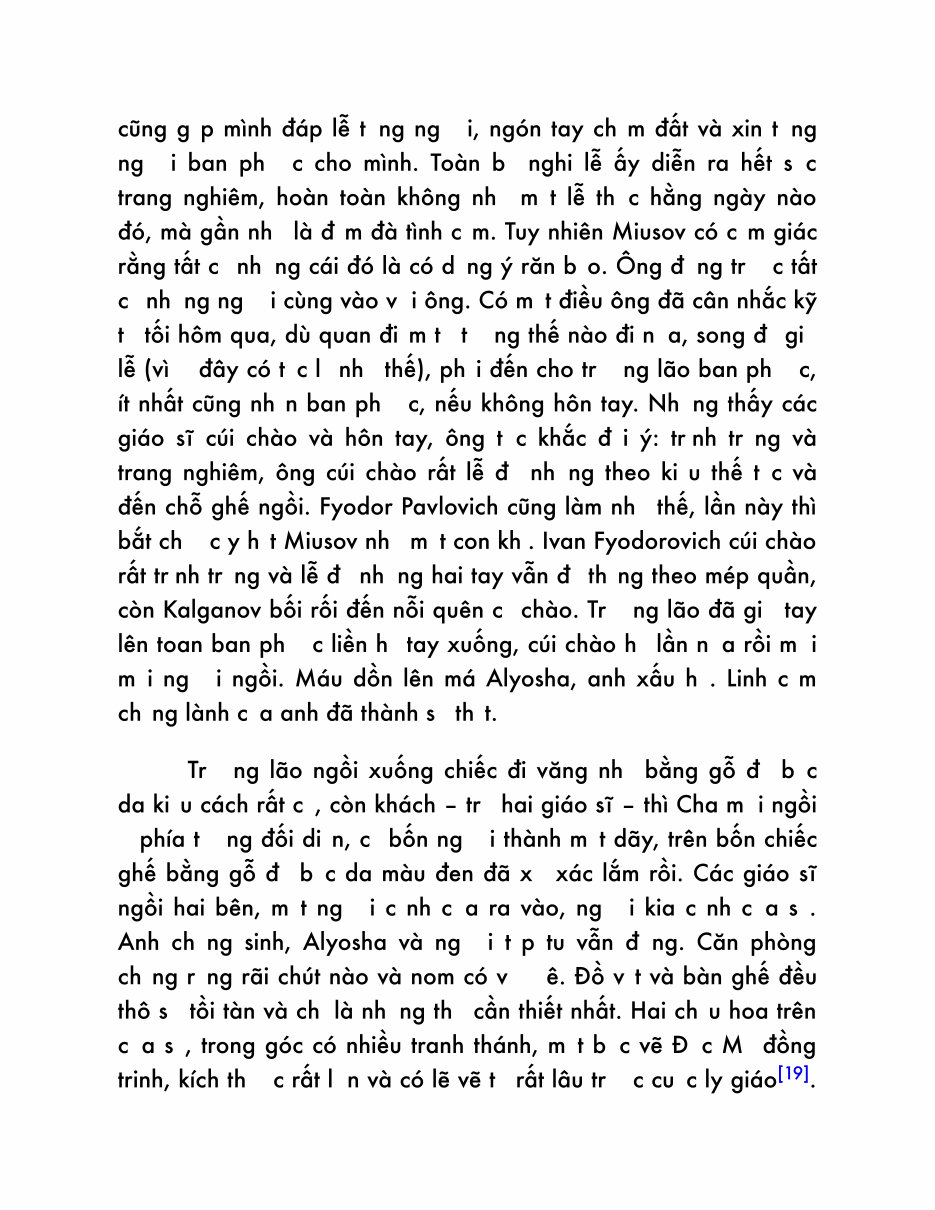 cũng g p mình đáp lễ t ng ng i, ngón tay ch m đất và xin t ng
ng i ban ph c cho mình. Toàn b nghi lễ ấy diễn ra hết s c
trang nghiêm, hoàn toàn không nh m t lễ th c hằng ngày nào
đó, mà gần nh là đ m đà tình c m. Tuy nhiên Miusov có c m giác
rằng tất c nh ng cái đó là có d ng ý răn b o. Ông đ ng tr c tất
c nh ng ng i cùng vào v i ông. Có m t điều ông đã cân nhắc kỹ
t tối hôm qua, dù quan đi m t t ng thế nào đi n a, song đ gi
lễ (vì đây có t c l nh thế), ph i đến cho tr ng lão ban ph c,
ít nhất cũng nh n ban ph c, nếu không hôn tay. Nh ng thấy các
giáo sĩ cúi chào và hôn tay, ông t c khắc đ i ý: tr nh tr ng và
trang nghiêm, ông cúi chào rất lễ đ nh ng theo ki u thế t c và
đến chỗ ghế ngồi. Fyodor Pavlovich cũng làm nh thế, lần này thì
bắt ch c y h t Miusov nh m t con kh . Ivan Fyodorovich cúi chào
rất tr nh tr ng và lễ đ nh ng hai tay vẫn đ th ng theo mép quần,
còn Kalganov bối rối đến nỗi quên c chào. Tr ng lão đã gi tay
lên toan ban ph c liền h tay xuống, cúi chào h lần n a rồi m i
m i ng i ngồi. Máu dồn lên má Alyosha, anh xấu h . Linh c m
ch ng lành c a anh đã thành s th t.
Tr ng lão ngồi xuống chiếc đi văng nh bằng gỗ đ b c
da ki u cách rất c , còn khách – tr hai giáo sĩ – thì Cha m i ngồi
phía t ng đối di n, c bốn ng i thành m t dãy, trên bốn chiếc
ghế bằng gỗ đ b c da màu đen đã x xác lắm rồi. Các giáo sĩ
ngồi hai bên, m t ng i c nh c a ra vào, ng i kia c nh c a s .
Anh ch ng sinh, Alyosha và ng i t p tu vẫn đ ng. Căn phòng
ch ng r ng rãi chút nào và nom có v ê. Đồ v t và bàn ghế đều
thô s tồi tàn và ch là nh ng th cần thiết nhất. Hai ch u hoa trên
c a s , trong góc có nhiều tranh thánh, m t b c vẽ Đ c M đồng
trinh, kích th c rất l n và có lẽ vẽ t rất lâu tr c cu c ly giáo[19].